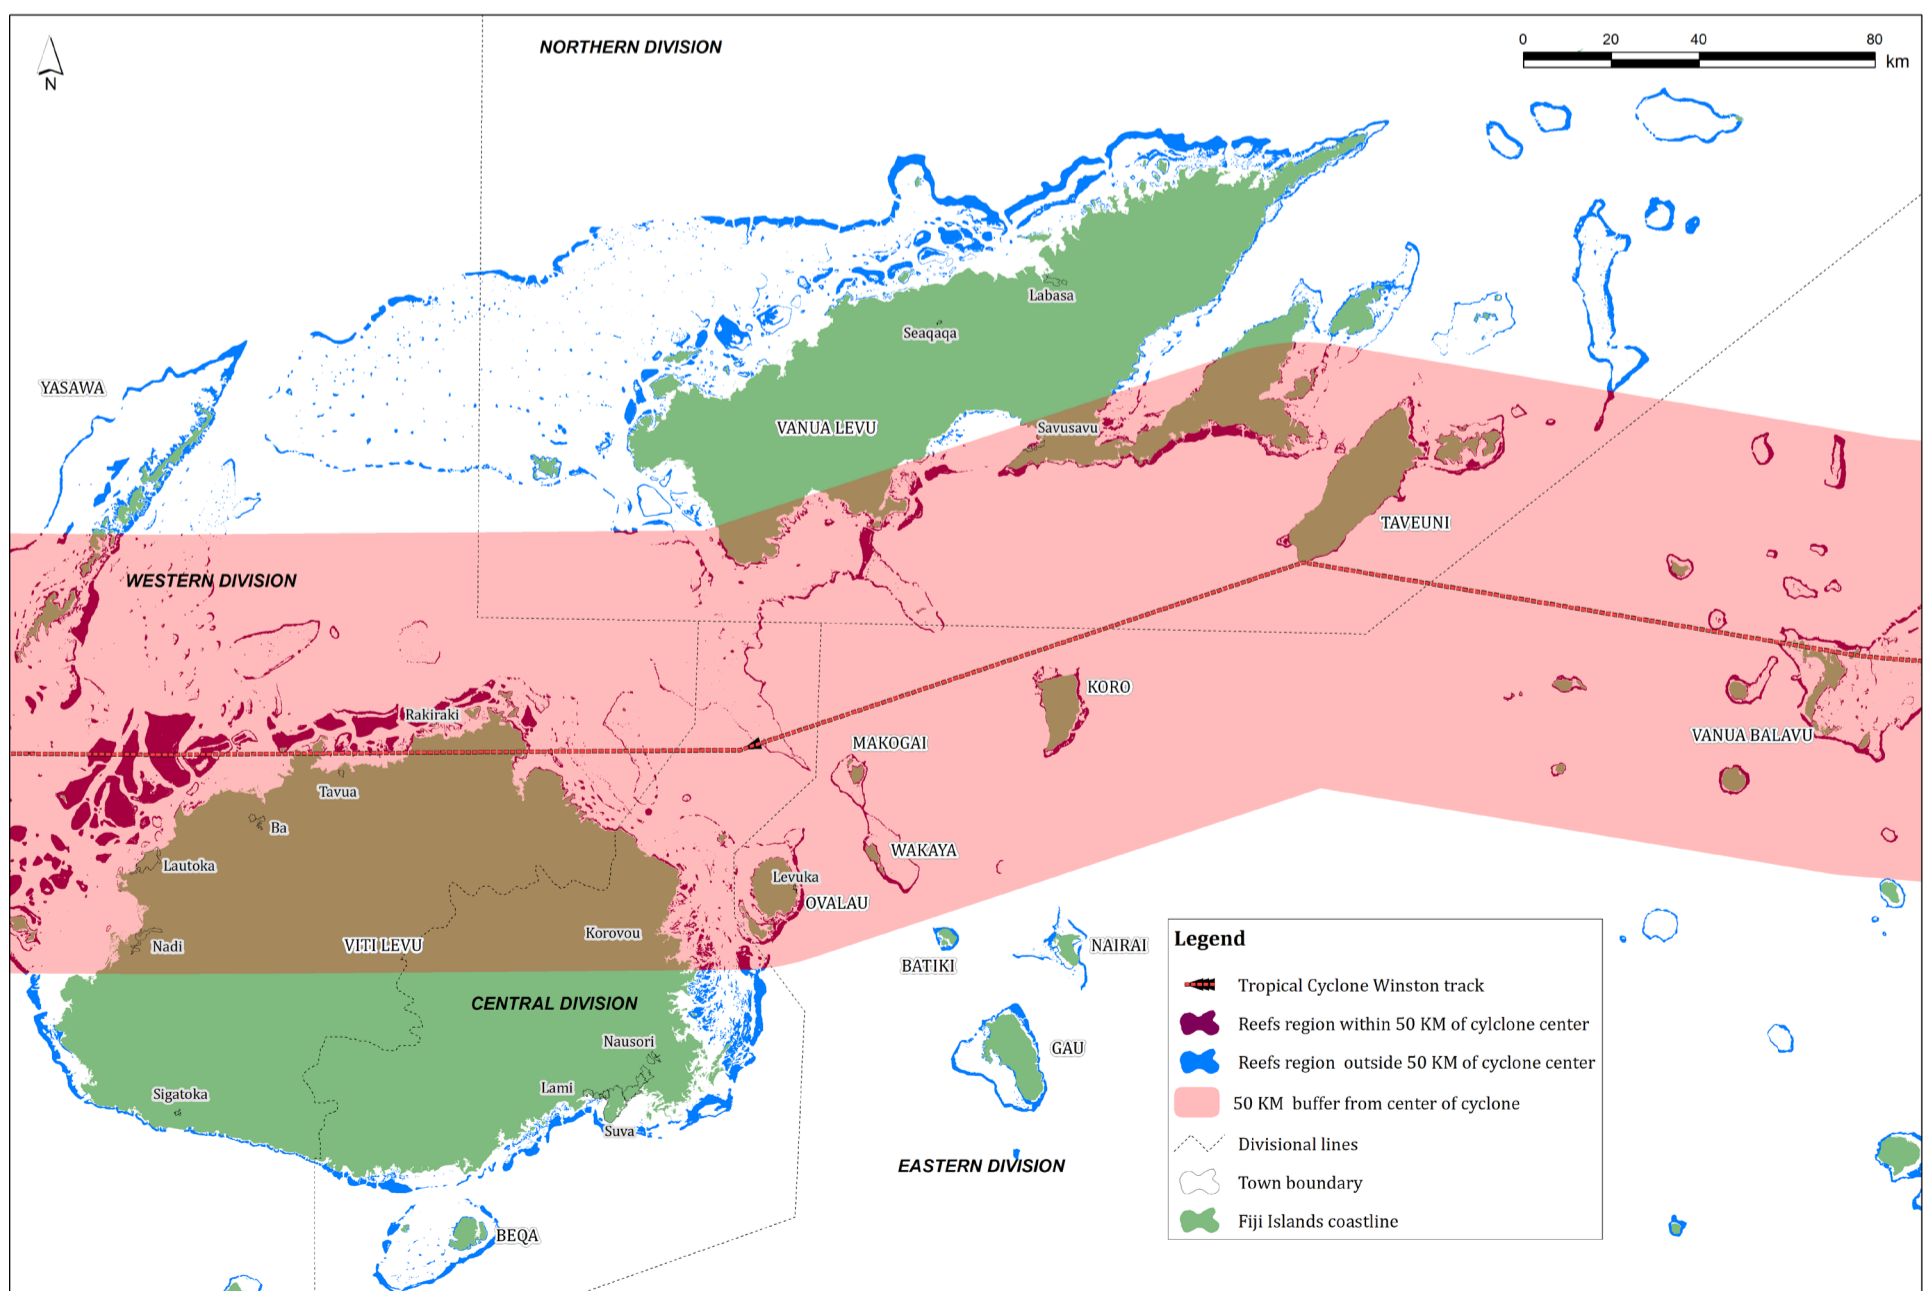 NORTHERN DIVISION
0 20 40 80
km
N
Labasa
Seaqaqa
YASAWA
VANUA LEVU
Savusavu
TAVEUNI
WESTERN DIVISION
KORO
Rakiraki
VANUA BALAVU
MAKOGAI
Tavua
Ba
WAKAYA
Lautoka
Levuka
OVALAU
Korovou
Nadi
VITI LEVU
NAIRAI
BATIKI
CENTRAL DIVISION
Nausori
GAU
Lami
Sigatoka
Suva
EASTERN DIVISION
BEQA
Legend
Tropical Cyclone Winston track
Reefs region within 50 KM of cylclone center
Reefs region outside 50 KM of cyclone center
50 KM buffer from center of cyclone
Divisional lines
Town boundary
Fiji Islands coastline